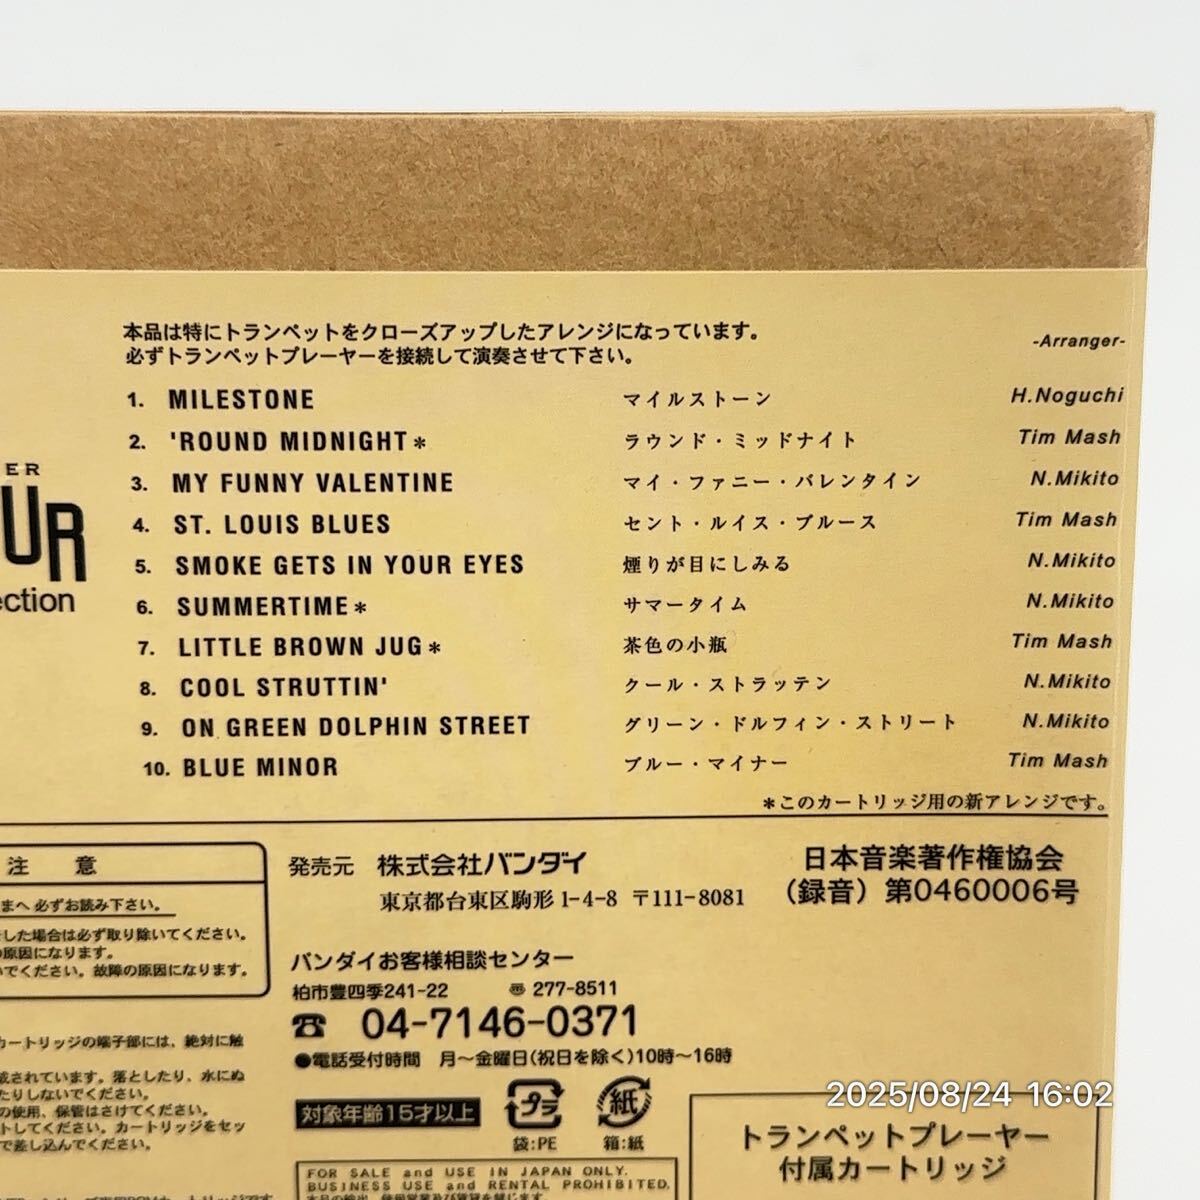 本品は特にトランペットをクローズアップしたアレンジになっています。
必ずトランペットプレーヤーを接続して演奏させて下さい。
-Arranger-
1. MILESTONE マイルストーン H.Noguchi
2. 'ROUND MIDNIGHT＊ ラウンド・ミッドナイト Tim Mash
3. MY FUNNY VALENTINE マイ・ファニー・バレンタイン N.Mikito
4. ST. LOUIS BLUES セント・ルイス・ブルース Tim Mash
5. SMOKE GETS IN YOUR EYES 煙りが目にしみる N.Mikito
6. SUMMERTIME＊ サマータイム N.Mikito
7. LITTLE BROWN JUG＊ 茶色の小瓶 Tim Mash
8. COOL STRUTTIN' クール・ストラッテン N.Mikito
9. ON GREEN DOLPHIN STREET グリーン・ドルフィン・ストリート N.Mikito
10. BLUE MINOR ブルー・マイナー Tim Mash
＊このカートリッジ用の新アレンジです。
ER
UR
ection
注 意
まへ 必ずお読み下さい。
した場合は必ず取り除いてください。
原因になります。
いでください。故障の原因になります。
カートリッジの端子部には、絶対に触
載されています。落としたり、水にぬ
たりしないでください。
の使用、保管はさけてください。
トしてください。カートリッジをセッ
で差し込んでください。
発売元 株式会社バンダイ
東京都台東区駒形1-4-8 〒111-8081
日本音楽著作権協会
（録音）第0460006号
バンダイお客様相談センター
柏市豊四季241-22 〠 277-8511
☎ 04-7146-0371
●電話受付時間 月〜金曜日(祝日を除く)10時〜16時
対象年齢15才以上
プラ
袋:PE
紙
箱:紙
FOR SALE and USE IN JAPAN ONLY.
BUSINESS USE and RENTAL PROHIBITED.
トランペットプレーヤー
付属カートリッジ
2025/08/24 16:02